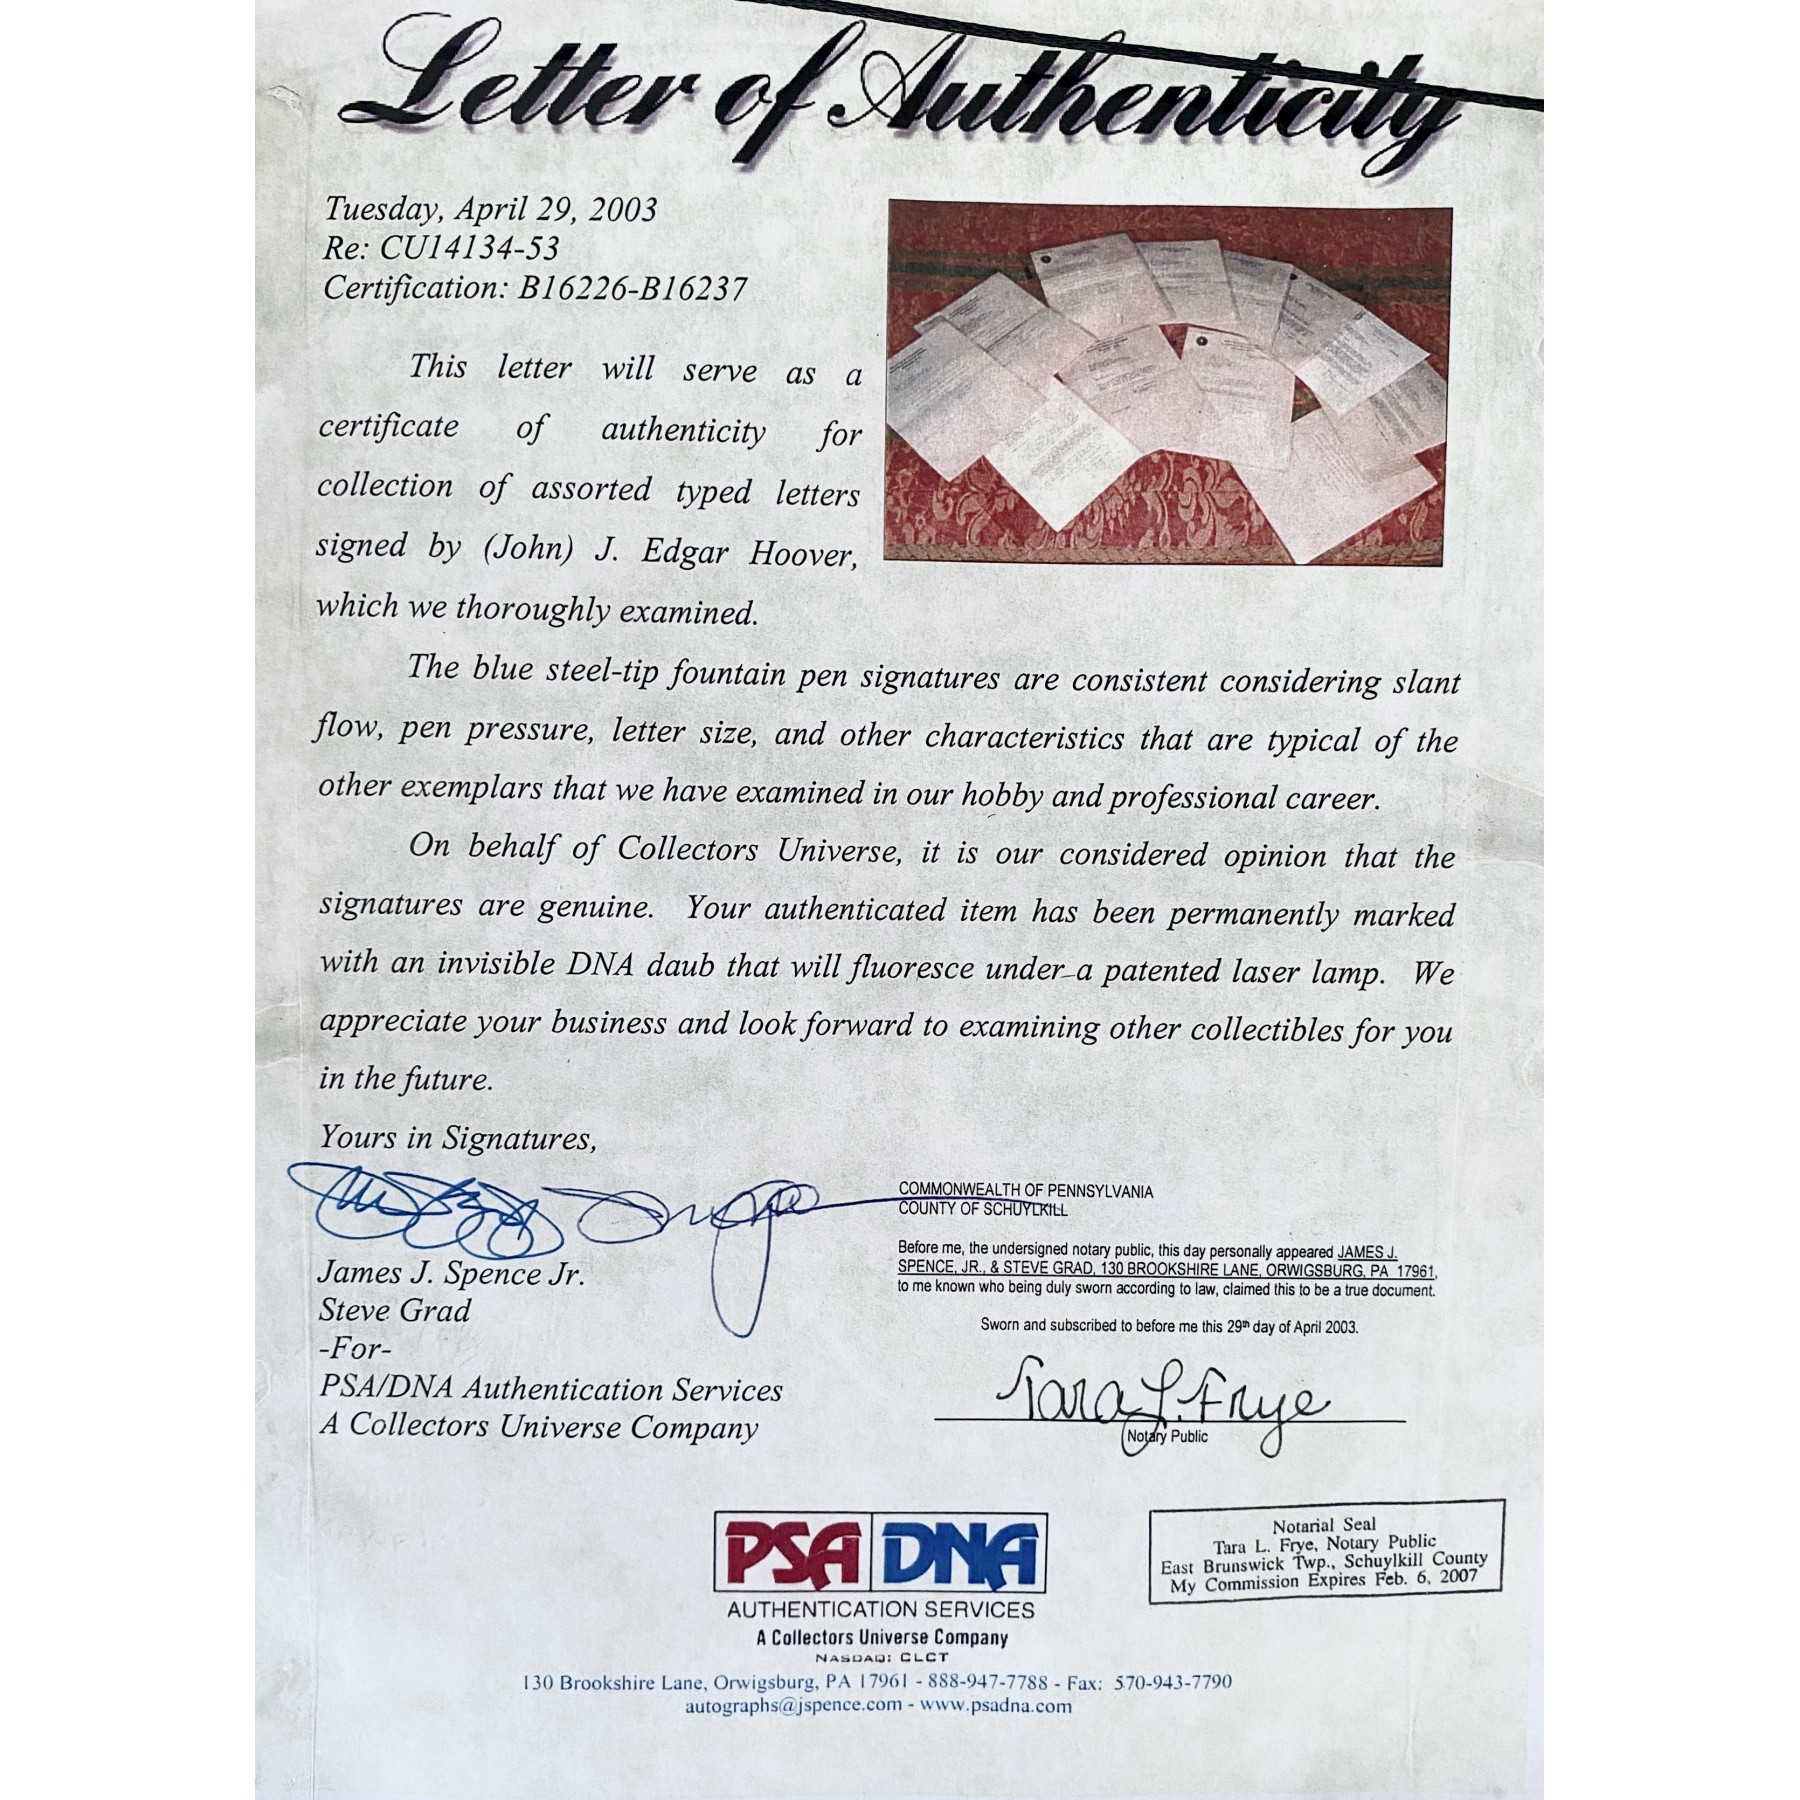 Letter of Authenticity
Tuesday, April 29, 2003
Re: CU14134-53
Certification: B16226-B16237
This letter will serve as a
certificate of authenticity for
collection of assorted typed letters
signed by (John) J. Edgar Hoover,
which we thoroughly examined.
The blue steel-tip fountain pen signatures are consistent considering slant
flow, pen pressure, letter size, and other characteristics that are typical of the
other exemplars that we have examined in our hobby and professional career.
On behalf of Collectors Universe, it is our considered opinion that the
signatures are genuine. Your authenticated item has been permanently marked
with an invisible DNA daub that will fluoresce under a patented laser lamp. We
appreciate your business and look forward to examining other collectibles for you
in the future.
Yours in Signatures,
James J. Spence Jr.
Steve Grad
-For-
PSA/DNA Authentication Services
A Collectors Universe Company
COMMONWEALTH OF PENNSYLVANIA
COUNTY OF SCHUYLKILL
Before me, the undersigned notary public, this day personally appeared JAMES J.
SPENCE, JR., & STEVE GRAD, 130 BROOKSHIRE LANE, ORWIGSBURG, PA 17961,
to me known who being duly sworn according to law, claimed this to be a true document.
Sworn and subscribed to before me this 29th day of April 2003.
Tara L. Frye
Notary Public
PSA DNA
AUTHENTICATION SERVICES
A Collectors Universe Company
NASDAQ: CLCT
Notarial Seal
Tara L. Frye, Notary Public
East Brunswick Twp., Schuylkill County
My Commission Expires Feb. 6, 2007
130 Brookshire Lane, Orwigsburg, PA 17961 - 888-947-7788 - Fax: 570-943-7790
autographs@jspence.com - www.psadna.com